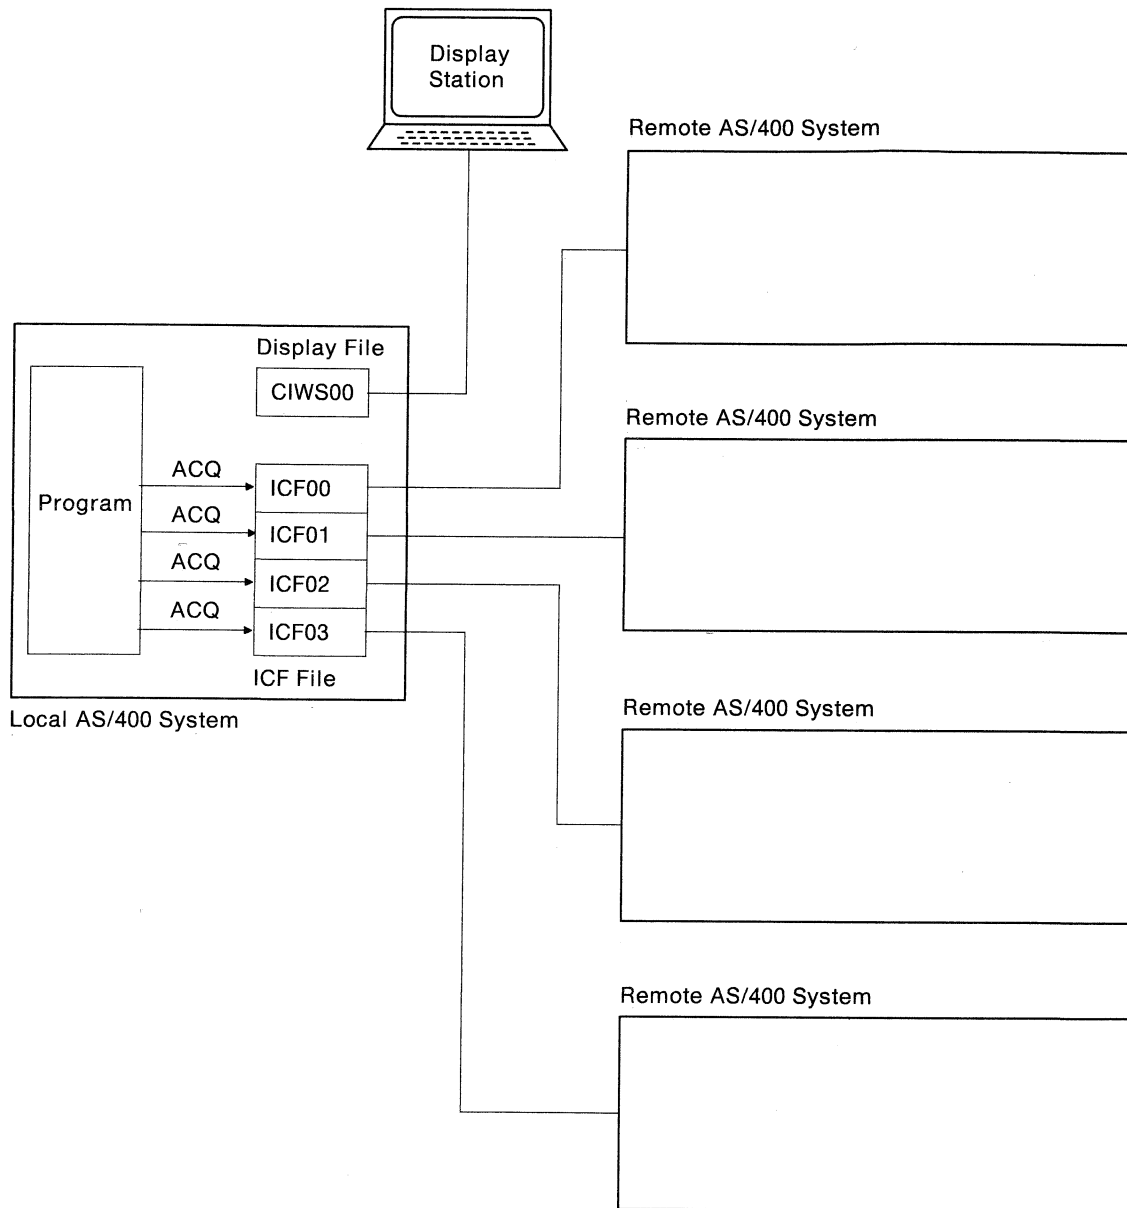 Display
Station
Remote AS/400 System
Display File
CIWS00
Remote AS/400 System
ACQ
ICF00
Program
ACQ
ICF01
ACQ
ICF02
ACQ
ICF03
ICF File
Local AS/400 System
Remote AS/400 System
Remote AS/400 System